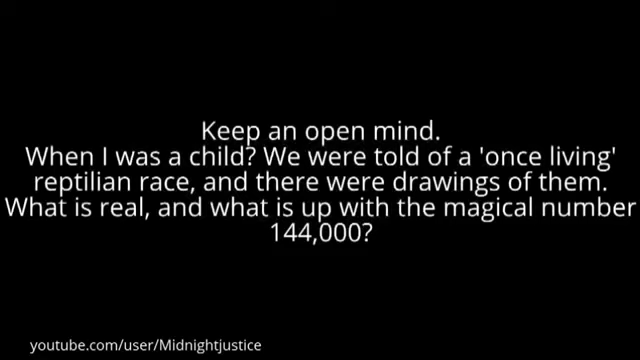 Keep an open mind.
When I was a child? We were told of a 'once living'
reptilian race, and there were drawings of them.
What is real, and what is up with the magical number
144,000?
youtube.com/user/Midnightjustice